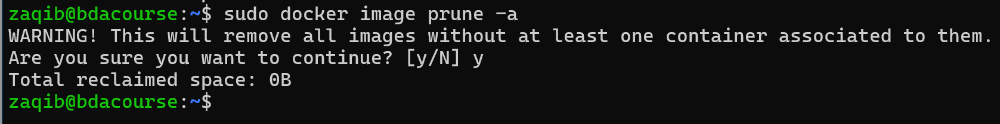 zaqib@bdacourse:~$ sudo docker image prune -a
WARNING! This will remove all images without at least one container associated to them.
Are you sure you want to continue? [y/N] y
Total reclaimed space: 0B
zaqib@bdacourse:~$